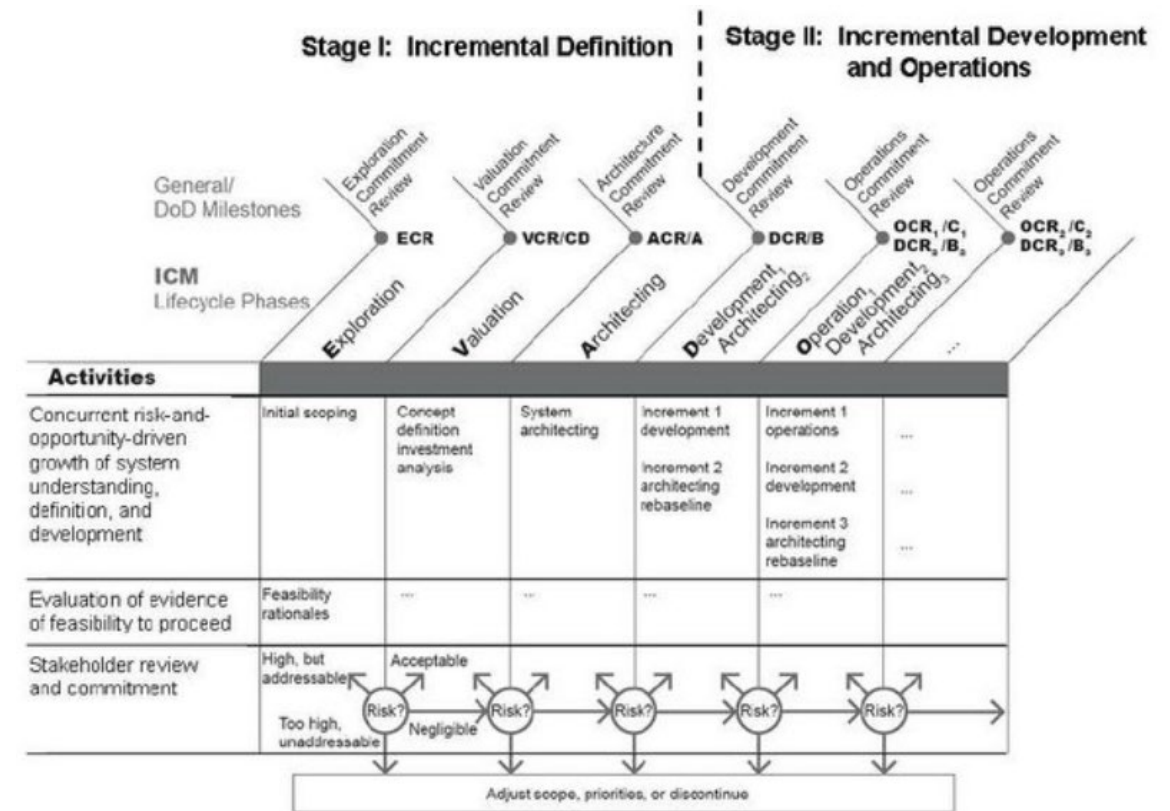 Stage I: Incremental Definition
Stage II: Incremental Development
and Operations
General/
DoD Milestones
Exploration
Commitment
Review
Valuation
Commitment
Review
Architecture
Commitment
Review
Development
Commitment
Review
Operations
Commitment
Review
Operations
Commitment
Review
ECR
VCR/CD
ACR/A
DCR/B
OCR₁/C₁
OCR₂/C₂
ICM
Lifecycle Phases
Exploration
Valuation
Architecting
Development₁
Architecting₂
Operation₁
Development₂
Architecting₃
...
Activities
Concurrent risk-and-
opportunity-driven
growth of system
understanding,
definition, and
development
Initial scoping
Concept
definition
investment
analysis
System
architecting
Increment 1
development
Increment 2
architecting
rebaseline
Increment 1
operations
Increment 2
development
Increment 3
architecting
rebaseline
...
...
...
Evaluation of evidence
of feasibility to proceed
Feasibility
rationales
...
...
...
...
Stakeholder review
and commitment
High, but
addressable
Acceptable
Risk?
Risk?
Risk?
Risk?
Risk?
Too high,
unaddressable
Negligible
Adjust scope, priorities, or discontinue